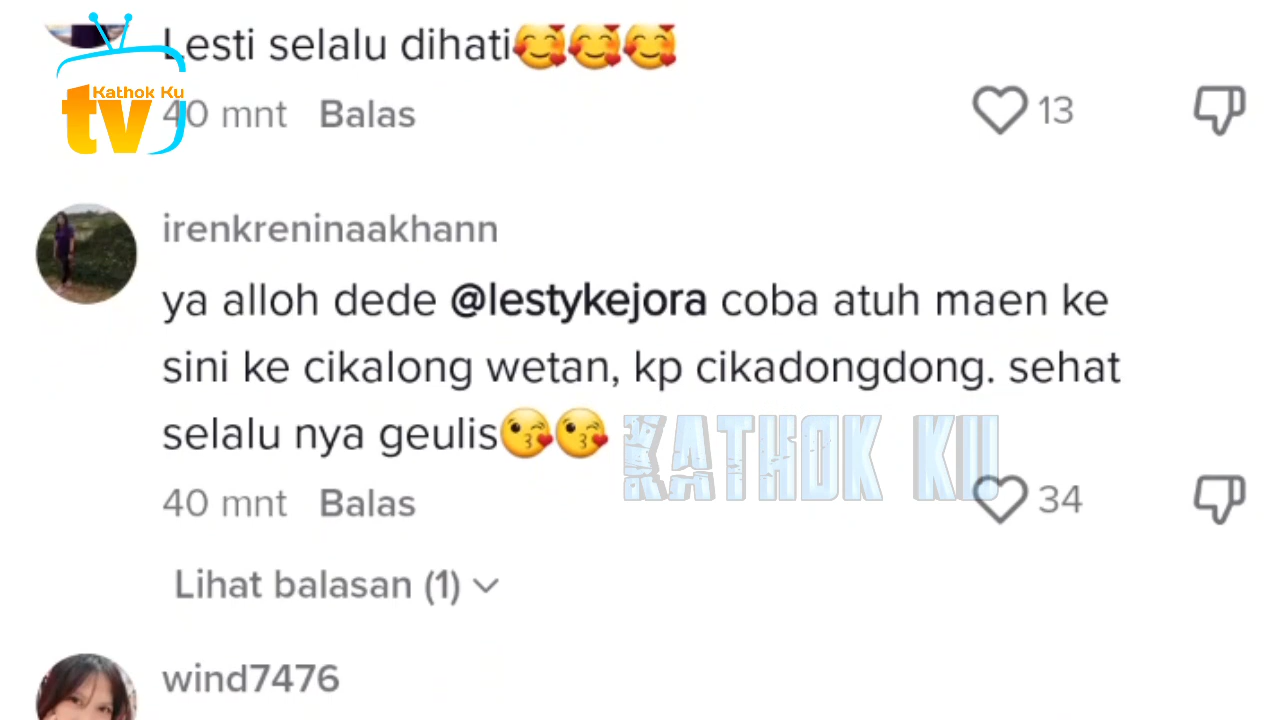 Lesti selalu dihati🥰🥰🥰
Kathok Ku
tv
40 mnt Balas
13
irenkreninaakhann
ya alloh dede @lestykejora coba atuh maen ke
sini ke cikalong wetan, kp cikadongdong. sehat
selalu nya geulis😘😘
KATHOK KU
40 mnt Balas
34
Lihat balasan (1)
wind7476